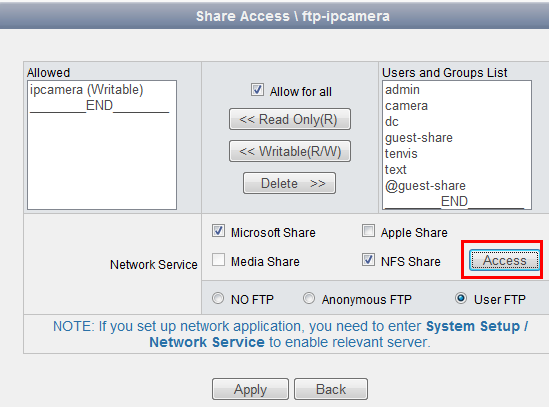 Share Access \ ftp-ipcamera
Allowed
ipcamera (Writable)
________END________
Allow for all
<< Read Only(R)
<< Writable(R/W)
Delete >>
Users and Groups List
admin
camera
dc
guest-share
tenvis
text
@guest-share
________END________
Network Service
Microsoft Share
Apple Share
Media Share
NFS Share
Access
NO FTP
Anonymous FTP
User FTP
NOTE: If you set up network application, you need to enter System Setup /
Network Service to enable relevant server.
Apply
Back